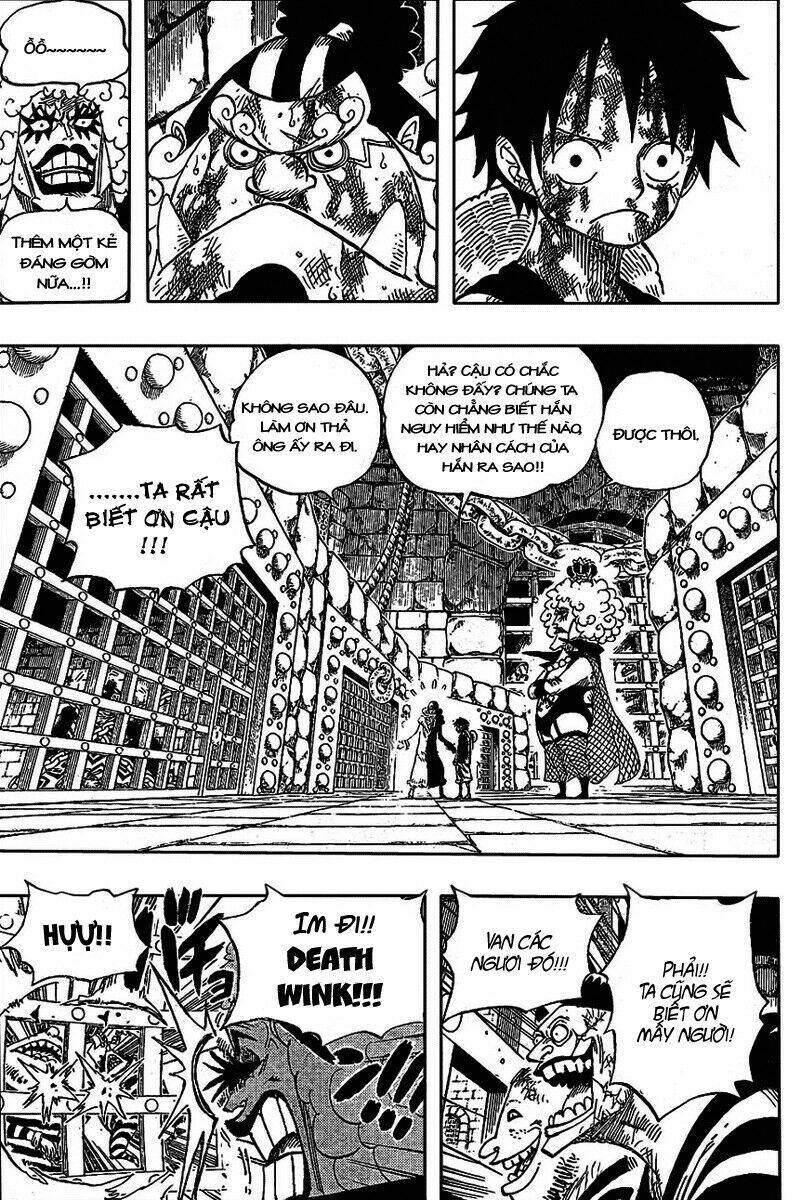 Ồồ~~~~~~
THÊM MỘT KẺ
ĐÁNG GỜM
NỮA...!!
ĐƯỢC THÔI.
HẢ? CẬU CÓ CHẮC
KHÔNG ĐẤY? CHÚNG TA
CÒN CHẲNG BIẾT HẮN
NGUY HIỂM NHƯ THẾ NÀO,
HAY NHÂN CÁCH CỦA
HẮN RA SAO!!
KHÔNG SAO ĐÂU.
LÀM ƠN THẢ
ÔNG ẤY RA ĐI.
.......TA RẤT
BIẾT ƠN CẬU
!!!
PHẢI!!
TA CŨNG SẼ
BIẾT ƠN
MẤY NGƯỜI!
VAN CÁC
NGƯƠI ĐÓ!!!
IM ĐI!!
DEATH
WINK!!!
HỰỰ!!